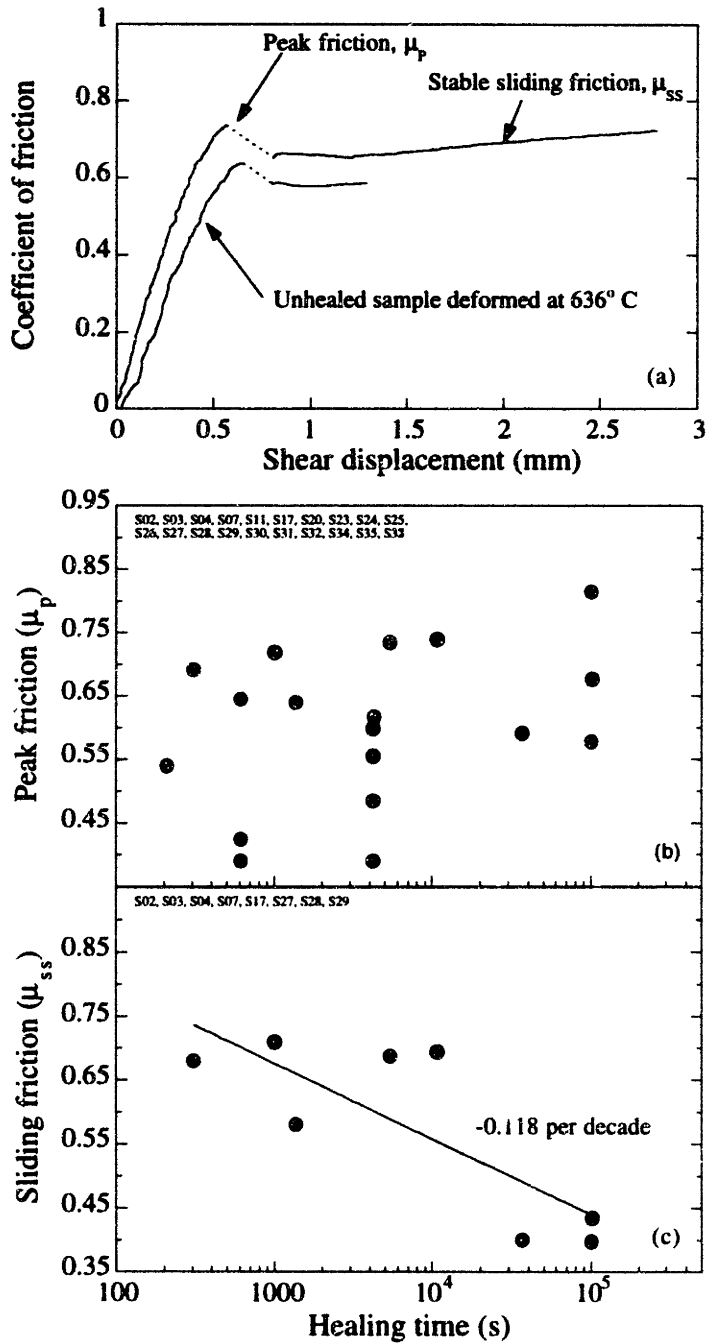 1
0.8
0.6
0.4
0.2
0
Coefficient of friction
Peak friction, μp
Stable sliding friction, μSS
Unhealed sample deformed at 636° C
(a)
0 0.5 1 1.5 2 2.5 3
Shear displacement (mm)
0.95
0.85
0.75
0.65
0.55
0.45
Peak friction (μp)
S02, S03, S04, S07, S11, S17, S20, S23, S24, S25,
S26, S27, S28, S29, S30, S31, S32, S34, S35, S38
(b)
S02, S03, S04, S07, S17, S27, S28, S29
0.85
0.75
0.65
0.55
0.45
0.35
Sliding friction (μss)
-0.118 per decade
(c)
100 1000 10⁴ 10⁵
Healing time (s)